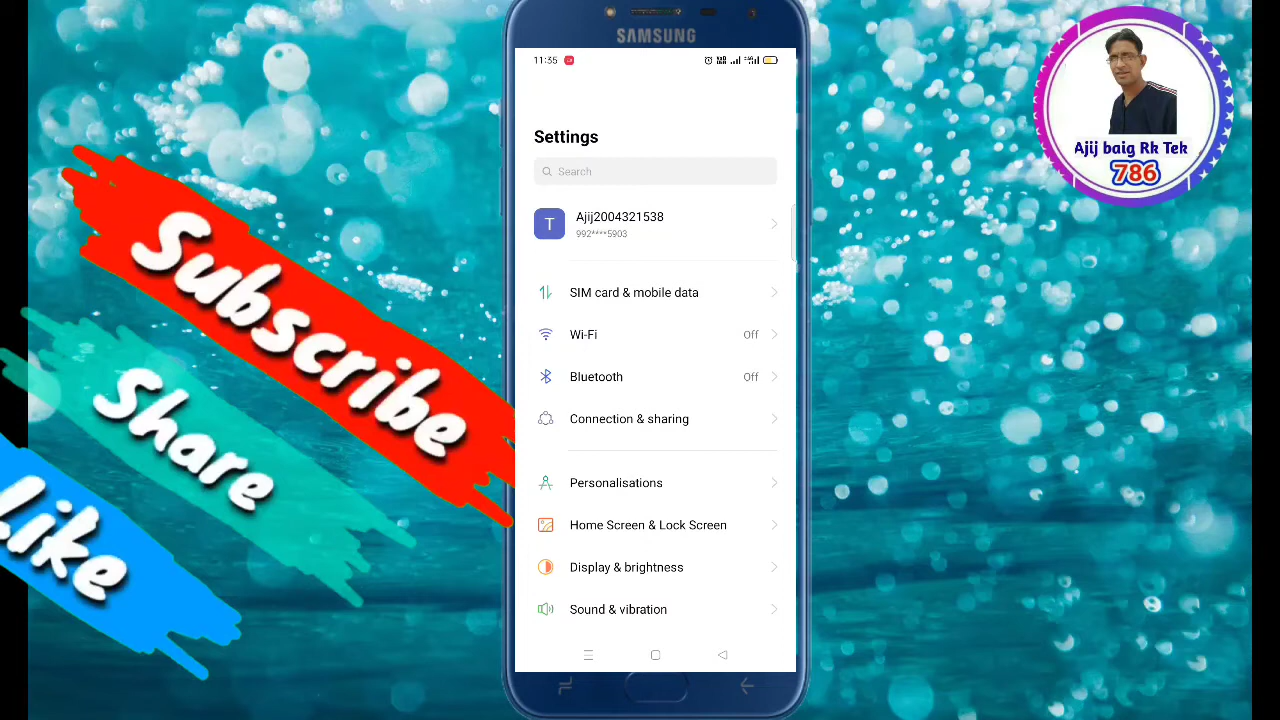 SAMSUNG
11:35
Settings
Search
T
Ajij2004321538
992****5903
SIM card & mobile data
Wi-Fi
Off
Bluetooth
Off
Connection & sharing
Personalisations
Home Screen & Lock Screen
Display & brightness
Sound & vibration
Subscribe
Share
Like
Ajij baig Rk Tek
786